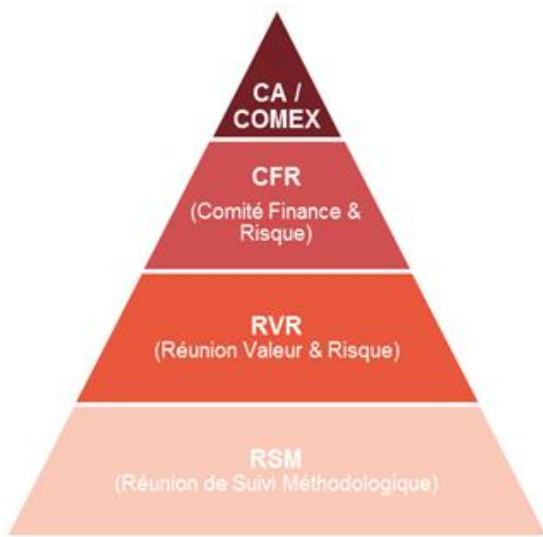 CA /
COMEX
CFR
(Comité Finance &
Risque)
RVR
(Réunion Valeur & Risque)
RSM
(Réunion de Suivi Méthodologique)